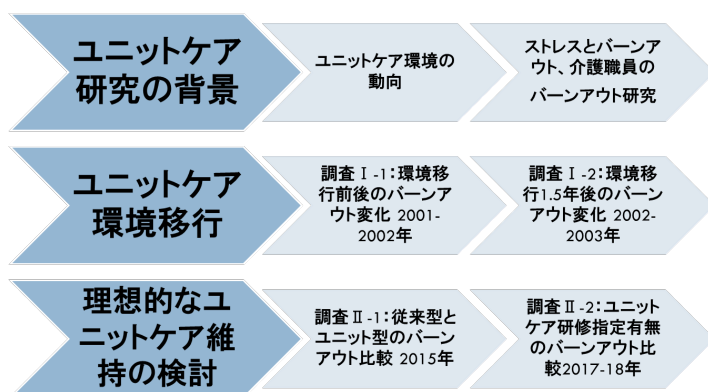 ユニットケア
研究の背景
ユニットケア環境の
動向
ストレスとバーンア
ウト、介護職員の
バーンアウト研究
ユニットケア
環境移行
調査Ⅰ-1:環境移
行前後のバーンア
ウト変化 2001-
2002年
調査Ⅰ-2:環境移
行1.5年後のバーン
アウト変化 2002-
2003年
理想的なユ
ニットケア維
持の検討
調査Ⅱ-1:従来型と
ユニット型のバーン
アウト比較 2015年
調査Ⅱ-2:ユニット
ケア研修指定有無
のバーンアウト比
較2017-18年